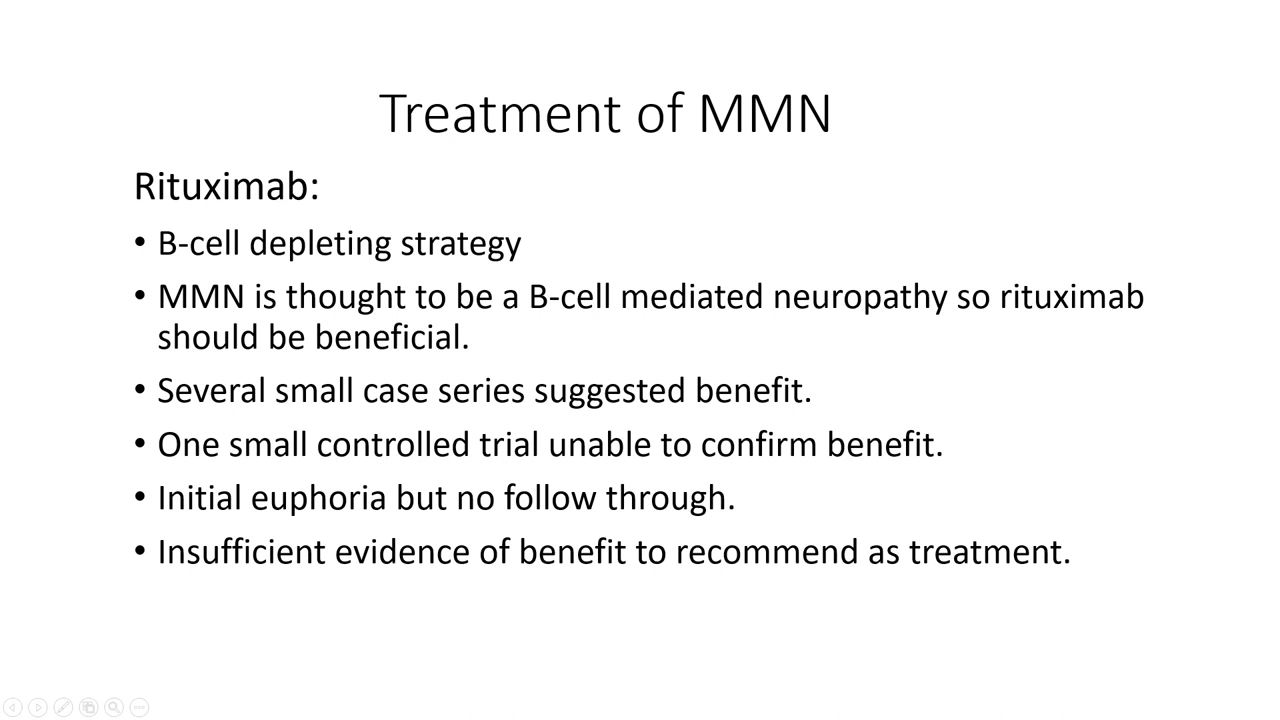 Treatment of MMN
Rituximab:
• B-cell depleting strategy
• MMN is thought to be a B-cell mediated neuropathy so rituximab
should be beneficial.
• Several small case series suggested benefit.
• One small controlled trial unable to confirm benefit.
• Initial euphoria but no follow through.
• Insufficient evidence of benefit to recommend as treatment.